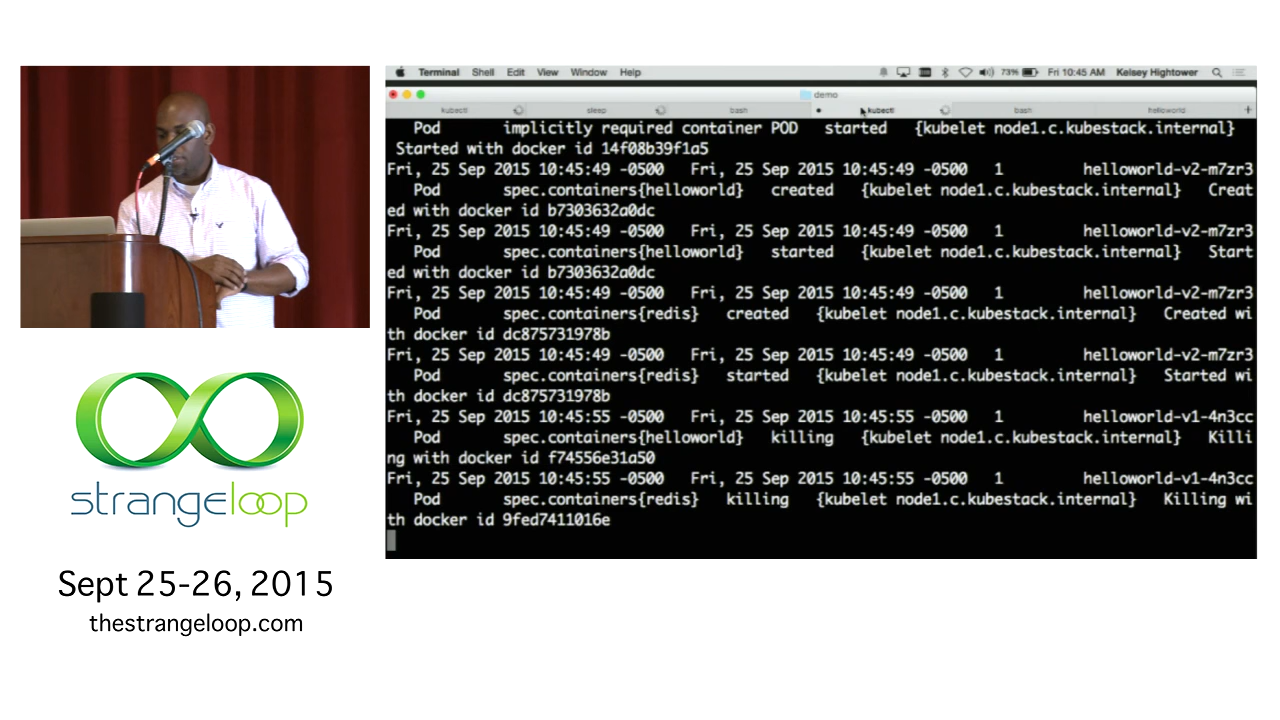 Terminal Shell Edit View Window Help 73% Fri 10:45 AM Kelsey Hightower
demo
kubectl sleep bash kubectl bash helloworld +
Pod implicitly required container POD started {kubelet node1.c.kubestack.internal}
Started with docker id 14f08b39f1a5
Fri, 25 Sep 2015 10:45:49 -0500 Fri, 25 Sep 2015 10:45:49 -0500 1 helloworld-v2-m7zr3
Pod spec.containers{helloworld} created {kubelet node1.c.kubestack.internal} Creat
ed with docker id b7303632a0dc
Fri, 25 Sep 2015 10:45:49 -0500 Fri, 25 Sep 2015 10:45:49 -0500 1 helloworld-v2-m7zr3
Pod spec.containers{helloworld} started {kubelet node1.c.kubestack.internal} Start
ed with docker id b7303632a0dc
Fri, 25 Sep 2015 10:45:49 -0500 Fri, 25 Sep 2015 10:45:49 -0500 1 helloworld-v2-m7zr3
Pod spec.containers{redis} created {kubelet node1.c.kubestack.internal} Created wi
th docker id dc875731978b
Fri, 25 Sep 2015 10:45:49 -0500 Fri, 25 Sep 2015 10:45:49 -0500 1 helloworld-v2-m7zr3
Pod spec.containers{redis} started {kubelet node1.c.kubestack.internal} Started wi
th docker id dc875731978b
Fri, 25 Sep 2015 10:45:55 -0500 Fri, 25 Sep 2015 10:45:55 -0500 1 helloworld-v1-4n3cc
Pod spec.containers{helloworld} killing {kubelet node1.c.kubestack.internal} Killi
ng with docker id f74556e31a50
Fri, 25 Sep 2015 10:45:55 -0500 Fri, 25 Sep 2015 10:45:55 -0500 1 helloworld-v1-4n3cc
Pod spec.containers{redis} killing {kubelet node1.c.kubestack.internal} Killing wi
th docker id 9fed7411016e
strangeloop
Sept 25-26, 2015
thestrangeloop.com